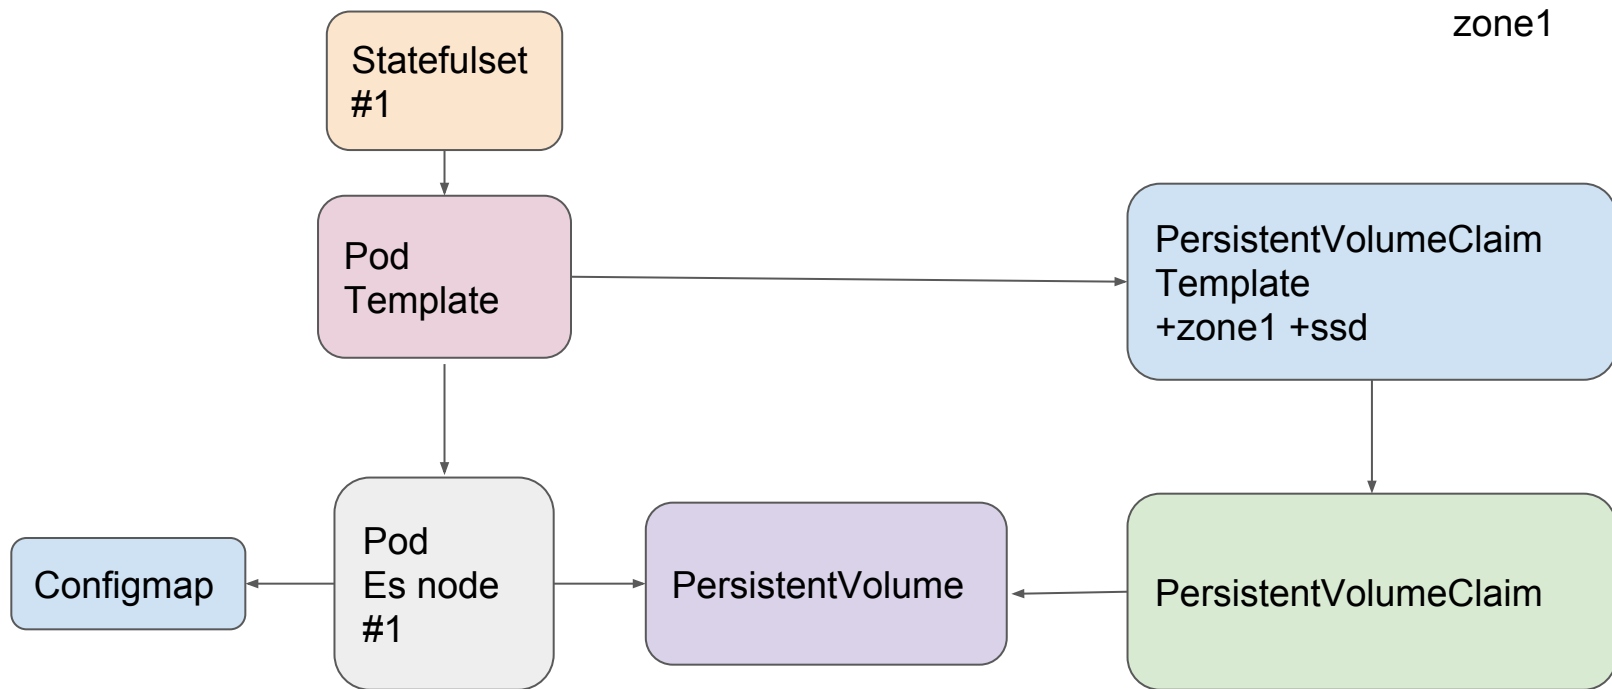 zone1
Statefulset
#1
Pod
Template
PersistentVolumeClaim
Template
+zone1 +ssd
Configmap
Pod
Es node
#1
PersistentVolume
PersistentVolumeClaim